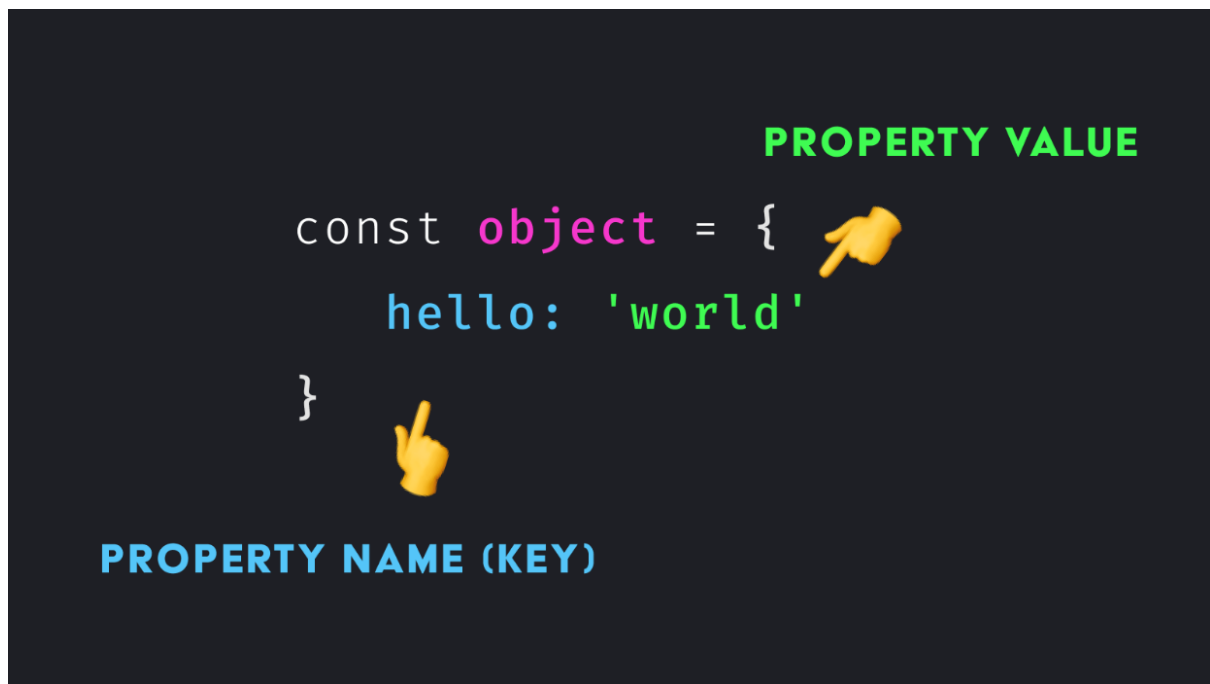 PROPERTY VALUE
const object = {
hello: 'world'
}
PROPERTY NAME (KEY)